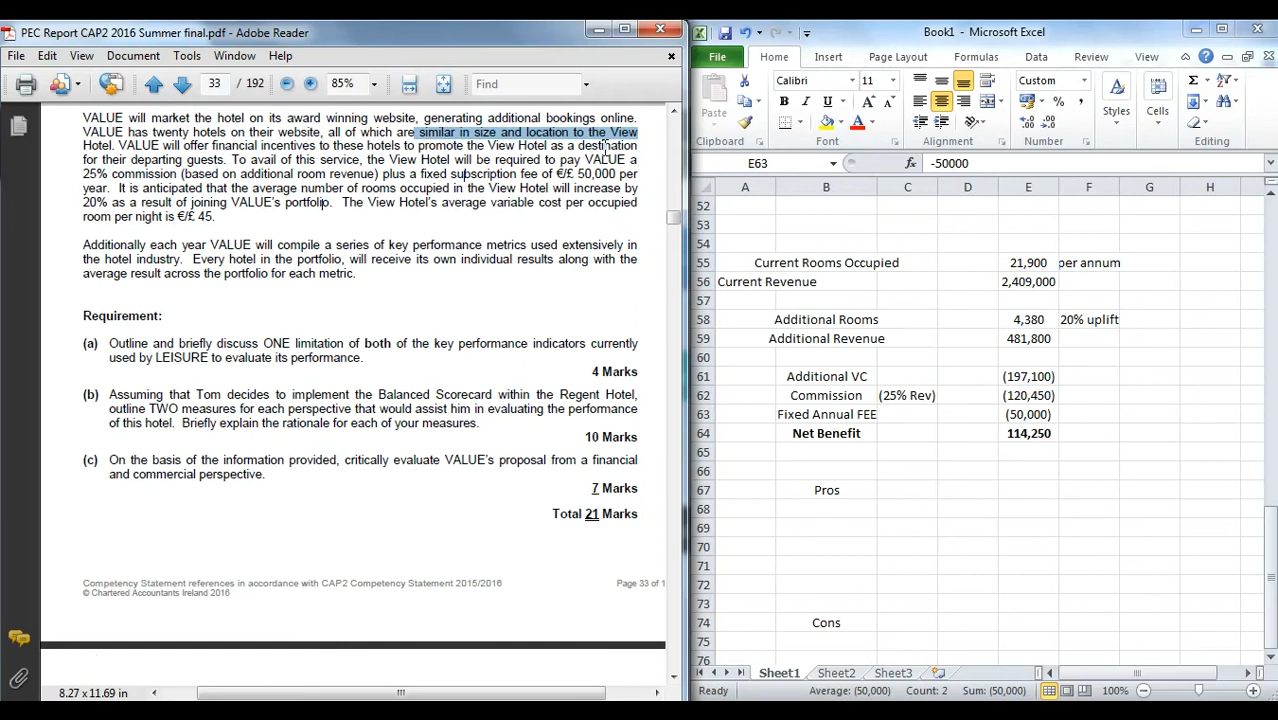 PEC Report CAP2 2016 Summer final.pdf - Adobe Reader
File Edit View Document Tools Window Help
33 / 192 85% Find
VALUE will market the hotel on its award winning website, generating additional bookings online.
VALUE has twenty hotels on their website, all of which are similar in size and location to the View
Hotel. VALUE will offer financial incentives to these hotels to promote the View Hotel as a destination
for their departing guests. To avail of this service, the View Hotel will be required to pay VALUE a
25% commission (based on additional room revenue) plus a fixed subscription fee of €/£ 50,000 per
year. It is anticipated that the average number of rooms occupied in the View Hotel will increase by
20% as a result of joining VALUE's portfolio. The View Hotel's average variable cost per occupied
room per night is €/£ 45.
Additionally each year VALUE will compile a series of key performance metrics used extensively in
the hotel industry. Every hotel in the portfolio, will receive its own individual results along with the
average result across the portfolio for each metric.
Requirement:
(a) Outline and briefly discuss ONE limitation of both of the key performance indicators currently
used by LEISURE to evaluate its performance.
4 Marks
(b) Assuming that Tom decides to implement the Balanced Scorecard within the Regent Hotel,
outline TWO measures for each perspective that would assist him in evaluating the performance
of this hotel. Briefly explain the rationale for each of your measures.
10 Marks
(c) On the basis of the information provided, critically evaluate VALUE's proposal from a financial
and commercial perspective.
7 Marks
Total 21 Marks
Competency Statement references in accordance with CAP2 Competency Statement 2015/2016 Page 33 of 1
© Chartered Accountants Ireland 2016
8.27 x 11.69 in
Book1 - Microsoft Excel
File Home Insert Page Layout Formulas Data Review View
Paste Calibri 11 Custom Styles Cells
Clipboard Font Alignment Number Editing
E63 fx -50000
A B C D E F G H
52
53
54
55 Current Rooms Occupied 21,900 per annum
56 Current Revenue 2,409,000
57
58 Additional Rooms 4,380 20% uplift
59 Additional Revenue 481,800
60
61 Additional VC (197,100)
62 Commission (25% Rev) (120,450)
63 Fixed Annual FEE (50,000)
64 Net Benefit 114,250
65
66
67 Pros
68
69
70
71
72
73
74 Cons
75
76
Sheet1 Sheet2 Sheet3
Ready Average: (50,000) Count: 2 Sum: (50,000) 100%